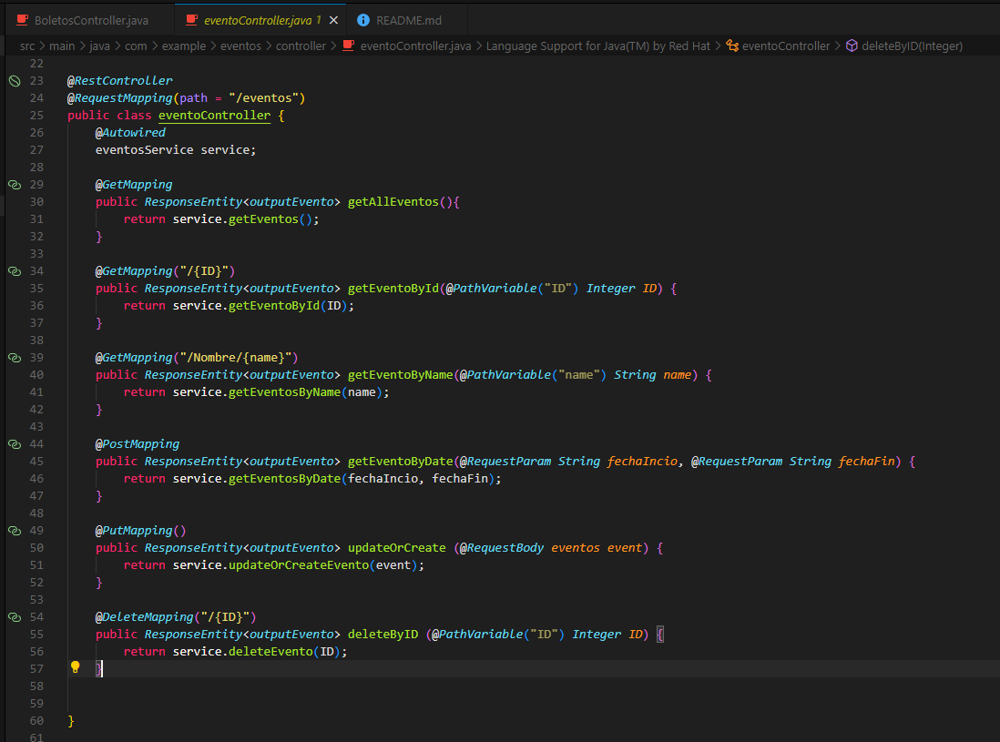 BoletosController.java
eventoController.java 1
README.md
src > main > java > com > example > eventos > controller > eventoController.java > Language Support for Java(TM) by Red Hat > eventoController > deleteByID(Integer)
22
23 @RestController
24 @RequestMapping(path = "/eventos")
25 public class eventoController {
26     @Autowired
27     eventosService service;
28
29     @GetMapping
30     public ResponseEntity<outputEvento> getAllEventos(){
31         return service.getEventos();
32     }
33
34     @GetMapping("/{ID}")
35     public ResponseEntity<outputEvento> getEventoById(@PathVariable("ID") Integer ID) {
36         return service.getEventoById(ID);
37     }
38
39     @GetMapping("/Nombre/{name}")
40     public ResponseEntity<outputEvento> getEventoByName(@PathVariable("name") String name) {
41         return service.getEventosByName(name);
42     }
43
44     @PostMapping
45     public ResponseEntity<outputEvento> getEventoByDate(@RequestParam String fechaIncio, @RequestParam String fechaFin) {
46         return service.getEventosByDate(fechaIncio, fechaFin);
47     }
48
49     @PutMapping()
50     public ResponseEntity<outputEvento> updateOrCreate (@RequestBody eventos event) {
51         return service.updateOrCreateEvento(event);
52     }
53
54     @DeleteMapping("/{ID}")
55     public ResponseEntity<outputEvento> deleteByID (@PathVariable("ID") Integer ID) {
56         return service.deleteEvento(ID);
57     }
58
59
60 }
61